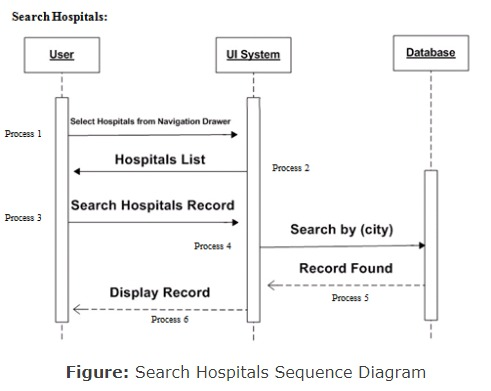 Search Hospitals:
User
UI System
Database
Select Hospitals from Navigation Drawer
Process 1
Hospitals List
Process 2
Search Hospitals Record
Process 3
Search by (city)
Process 4
Record Found
Process 5
Display Record
Process 6
Figure: Search Hospitals Sequence Diagram